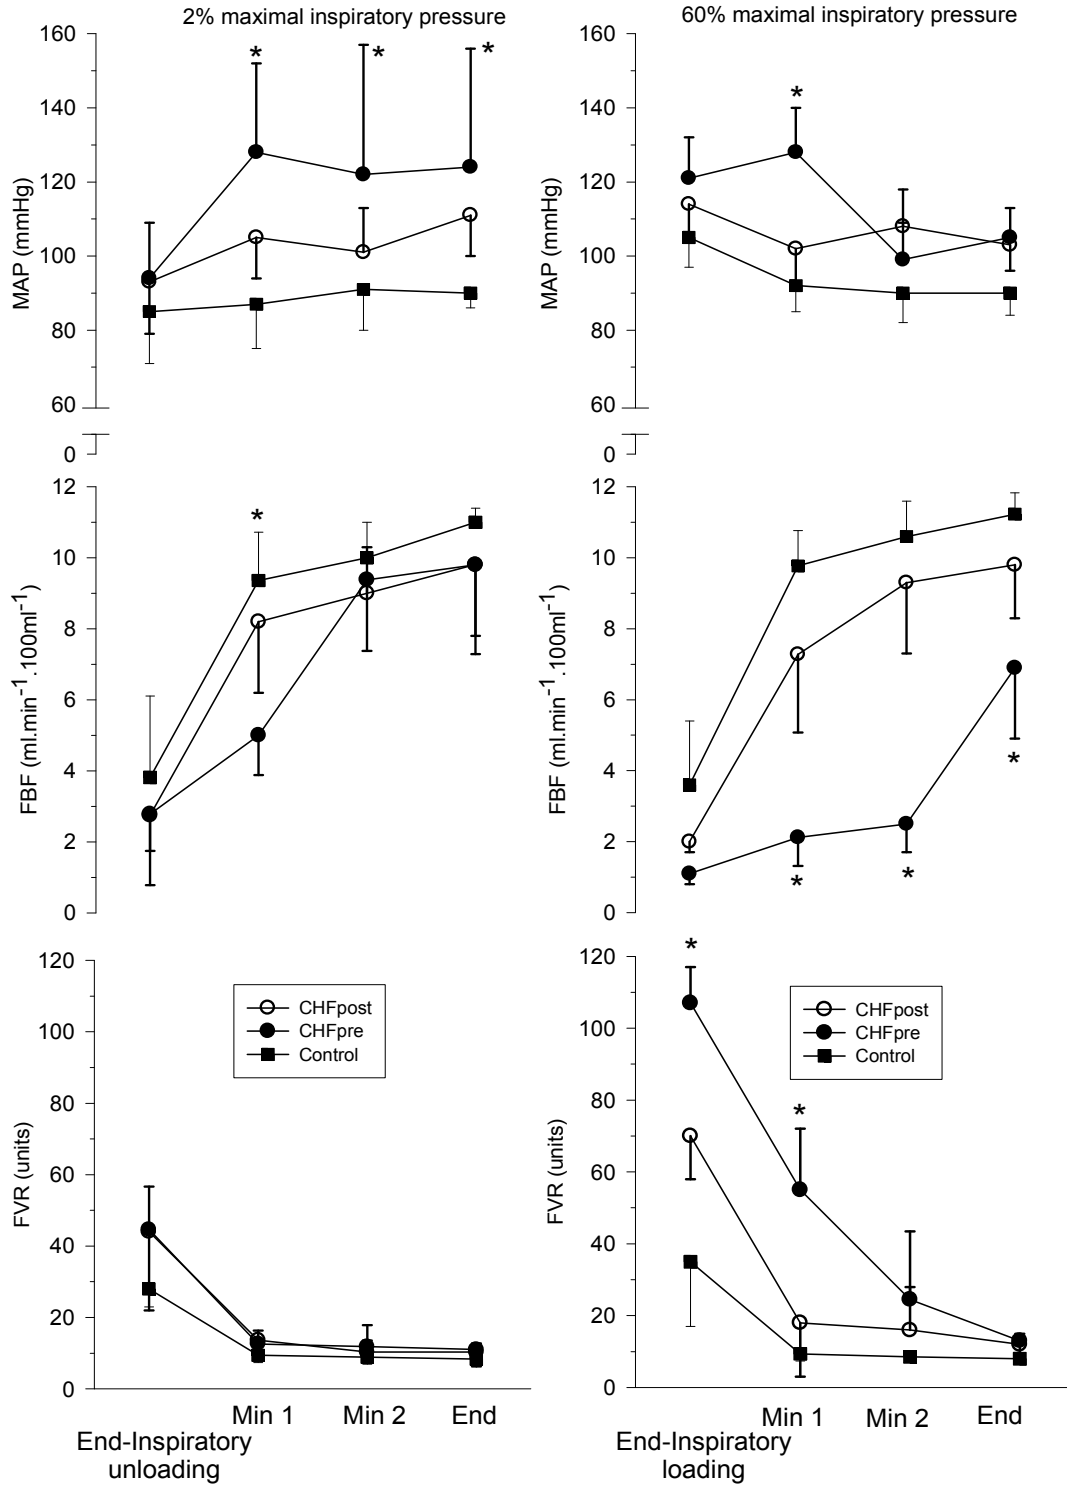 2% maximal inspiratory pressure
60% maximal inspiratory pressure
160
140
120
100
80
60
0
MAP (mmHg)
*
*
*
160
140
120
100
80
60
0
MAP (mmHg)
*
12
10
8
6
4
2
0
FBF (ml.min⁻¹.100ml⁻¹)
*
12
10
8
6
4
2
0
FBF (ml.min⁻¹.100ml⁻¹)
*
*
*
120
100
80
60
40
20
0
FVR (units)
CHFpost
CHFpre
Control
120
100
80
60
40
20
0
FVR (units)
*
*
CHFpost
CHFpre
Control
Min 1
Min 2
End
End-Inspiratory
unloading
Min 1
Min 2
End
End-Inspiratory
loading